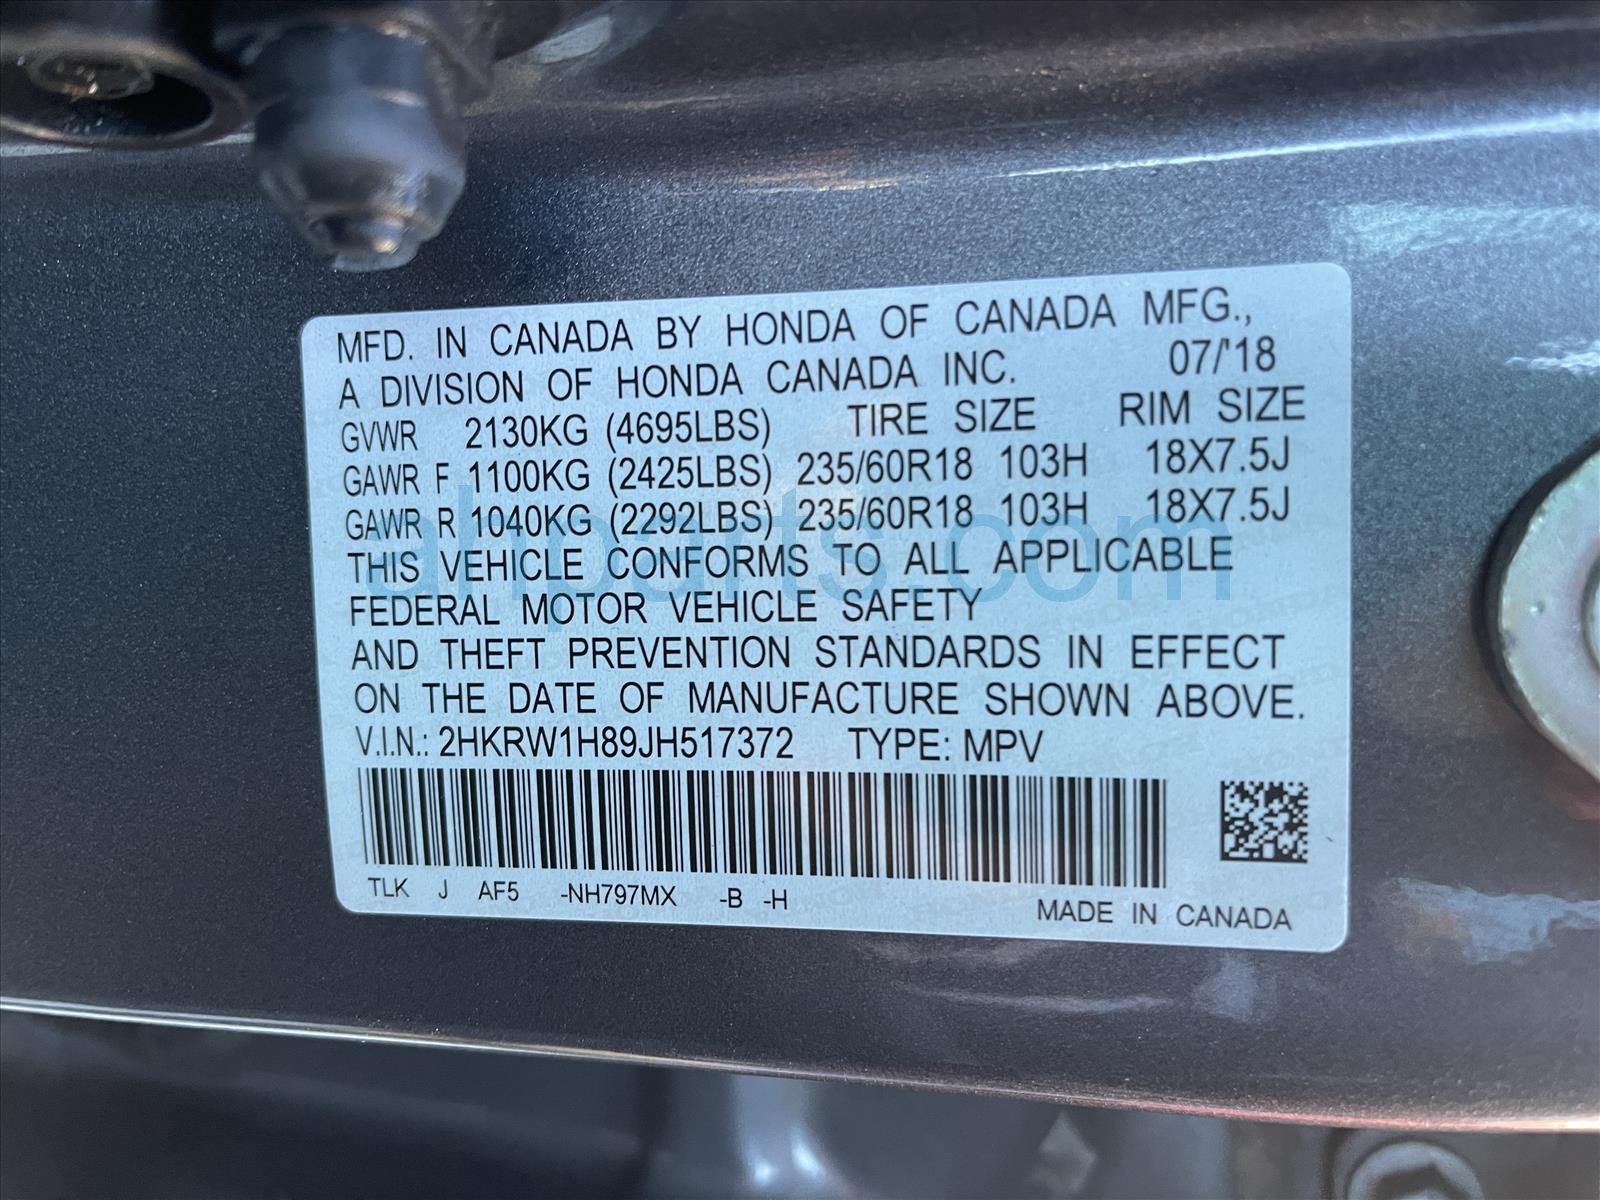 MFD. IN CANADA BY HONDA OF CANADA MFG.,
A DIVISION OF HONDA CANADA INC. 07/'18
GVWR 2130KG (4695LBS) TIRE SIZE RIM SIZE
GAWR F 1100KG (2425LBS) 235/60R18 103H 18X7.5J
GAWR R 1040KG (2292LBS) 235/60R18 103H 18X7.5J
THIS VEHICLE CONFORMS TO ALL APPLICABLE
FEDERAL MOTOR VEHICLE SAFETY
AND THEFT PREVENTION STANDARDS IN EFFECT
ON THE DATE OF MANUFACTURE SHOWN ABOVE.
V.I.N.: 2HKRW1H89JH517372 TYPE: MPV
TLK J AF5 -NH797MX -B -H
MADE IN CANADA
ahparts.com